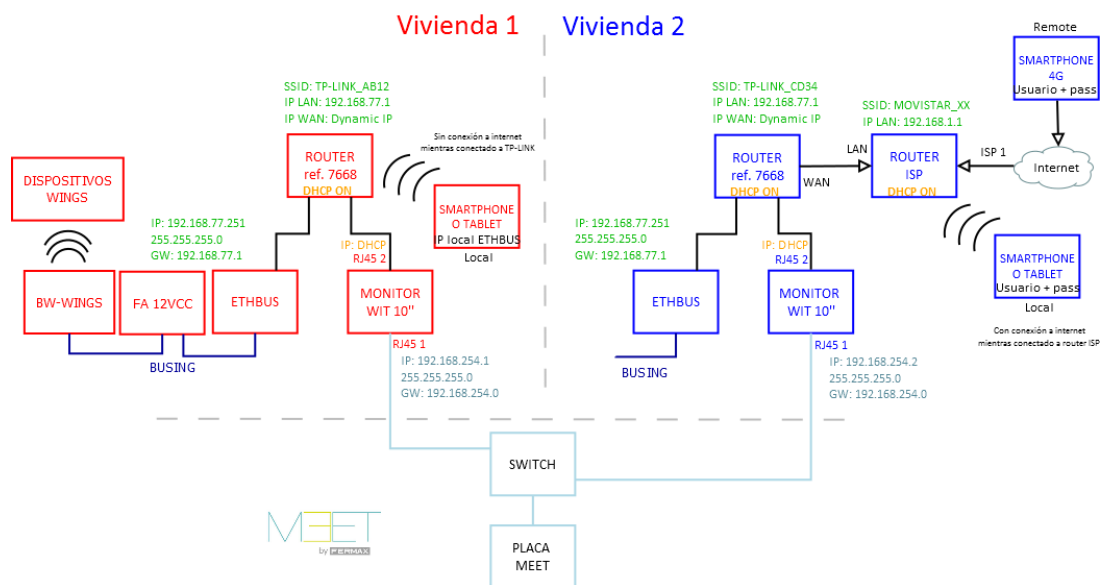 Vivienda 1
Vivienda 2
Remote
SMARTPHONE
4G
Usuario + pass
SSID: TP-LINK_AB12
IP LAN: 192.168.77.1
IP WAN: Dynamic IP
SSID: TP-LINK_CD34
IP LAN: 192.168.77.1
IP WAN: Dynamic IP
SSID: MOVISTAR_XX
IP LAN: 192.168.1.1
Sin conexión a internet
mientras conectado a TP-LINK
ROUTER
ref. 7668
DHCP ON
ROUTER
ref. 7668
DHCP ON
LAN
WAN
ROUTER
ISP
DHCP ON
ISP 1
Internet
DISPOSITIVOS
WINGS
SMARTPHONE
O TABLET
IP local ETHBUS
Local
IP: 192.168.77.251
255.255.255.0
GW: 192.168.77.1
IP: DHCP
RJ45 2
IP: 192.168.77.251
255.255.255.0
GW: 192.168.77.1
IP: DHCP
RJ45 2
SMARTPHONE
O TABLET
Usuario + pass
Local
BW-WINGS
FA 12VCC
ETHBUS
MONITOR
WIT 10"
ETHBUS
MONITOR
WIT 10"
Con conexión a internet
mientras conectado a router ISP
BUSING
RJ45 1
IP: 192.168.254.1
255.255.255.0
GW: 192.168.254.0
BUSING
RJ45 1
IP: 192.168.254.2
255.255.255.0
GW: 192.168.254.0
SWITCH
MEET
by FERMAX
PLACA
MEET